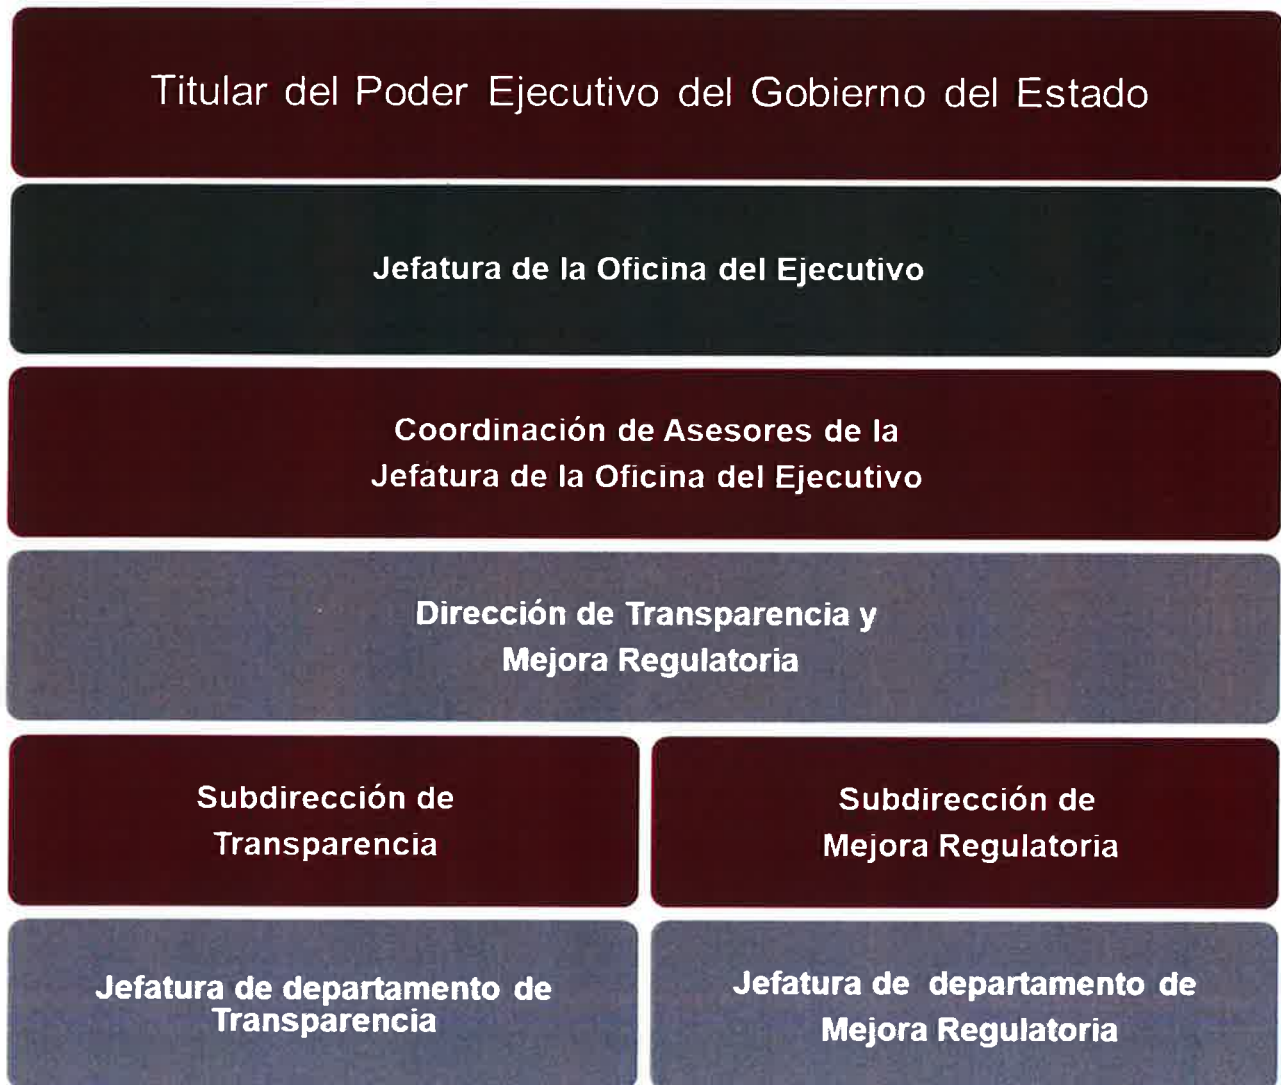 Titular del Poder Ejecutivo del Gobierno del Estado
Jefatura de la Oficina del Ejecutivo
Coordinación de Asesores de la
Jefatura de la Oficina del Ejecutivo
Dirección de Transparencia y
Mejora Regulatoria
Subdirección de
Transparencia
Subdirección de
Mejora Regulatoria
Jefatura de departamento de
Transparencia
Jefatura de departamento de
Mejora Regulatoria